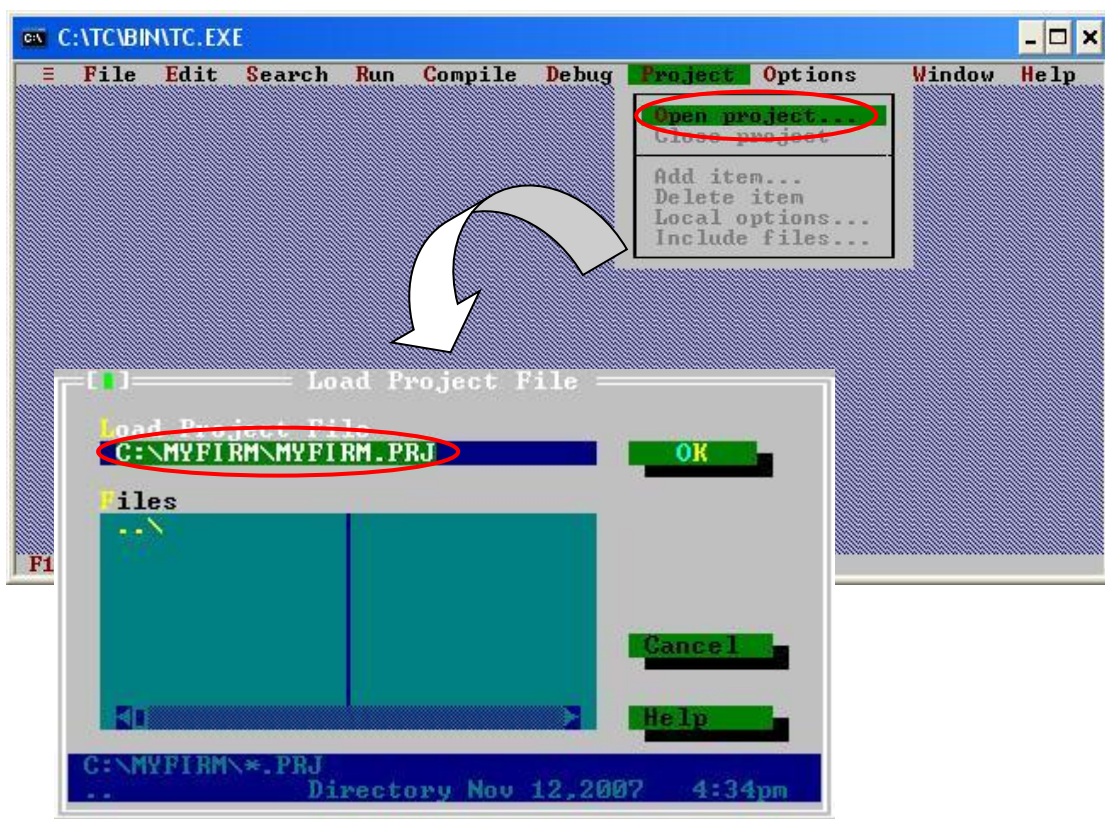 C:\TC\BIN\TC.EXE
≡ File Edit Search Run Compile Debug Project Options Window Help
Open project...
Close project
Add item...
Delete item
Local options...
Include files...
Load Project File
Load Project File
C:\MYFIRM\MYFIRM.PRJ
OK
Files
..\
F1
Cancel
Help
C:\MYFIRM\*.PRJ
.. Directory Nov 12,2007 4:34pm